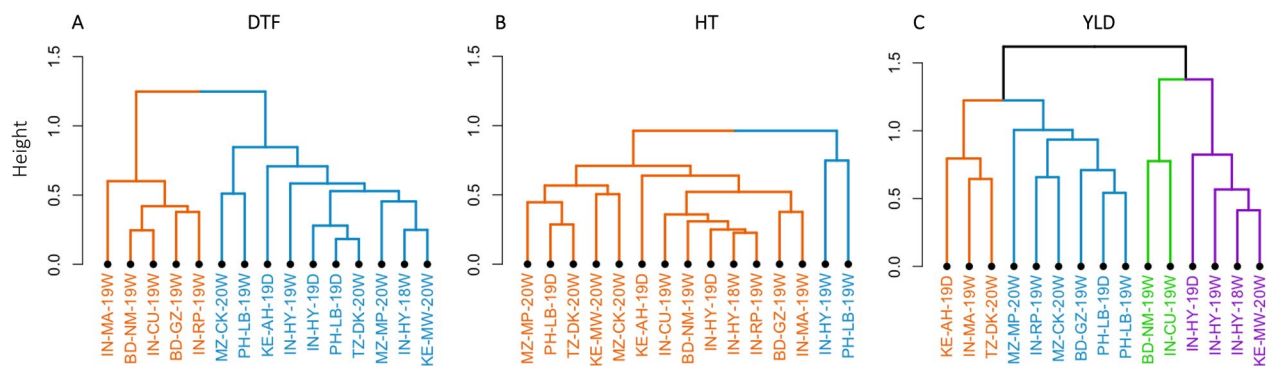 A DTF
B HT
C YLD
Height
1.5
1.0
0.5
0.0
IN-MA-19W
BD-NM-19W
IN-CU-19W
BD-GZ-19W
IN-RP-19W
MZ-CK-20W
PH-LB-19W
KE-AH-19D
IN-HY-19W
IN-HY-19D
PH-LB-19D
TZ-DK-20W
MZ-MP-20W
IN-HY-18W
KE-MW-20W
1.5
1.0
0.5
0.0
MZ-MP-20W
PH-LB-19D
TZ-DK-20W
KE-MW-20W
MZ-CK-20W
KE-AH-19D
IN-CU-19W
BD-NM-19W
IN-HY-19D
IN-HY-18W
IN-RP-19W
BD-GZ-19W
IN-MA-19W
IN-HY-19W
PH-LB-19W
1.5
1.0
0.5
0.0
KE-AH-19D
IN-MA-19W
TZ-DK-20W
MZ-MP-20W
IN-RP-19W
MZ-CK-20W
BD-GZ-19W
PH-LB-19D
PH-LB-19W
BD-NM-19W
IN-CU-19W
IN-HY-19D
IN-HY-19W
IN-HY-18W
KE-MW-20W